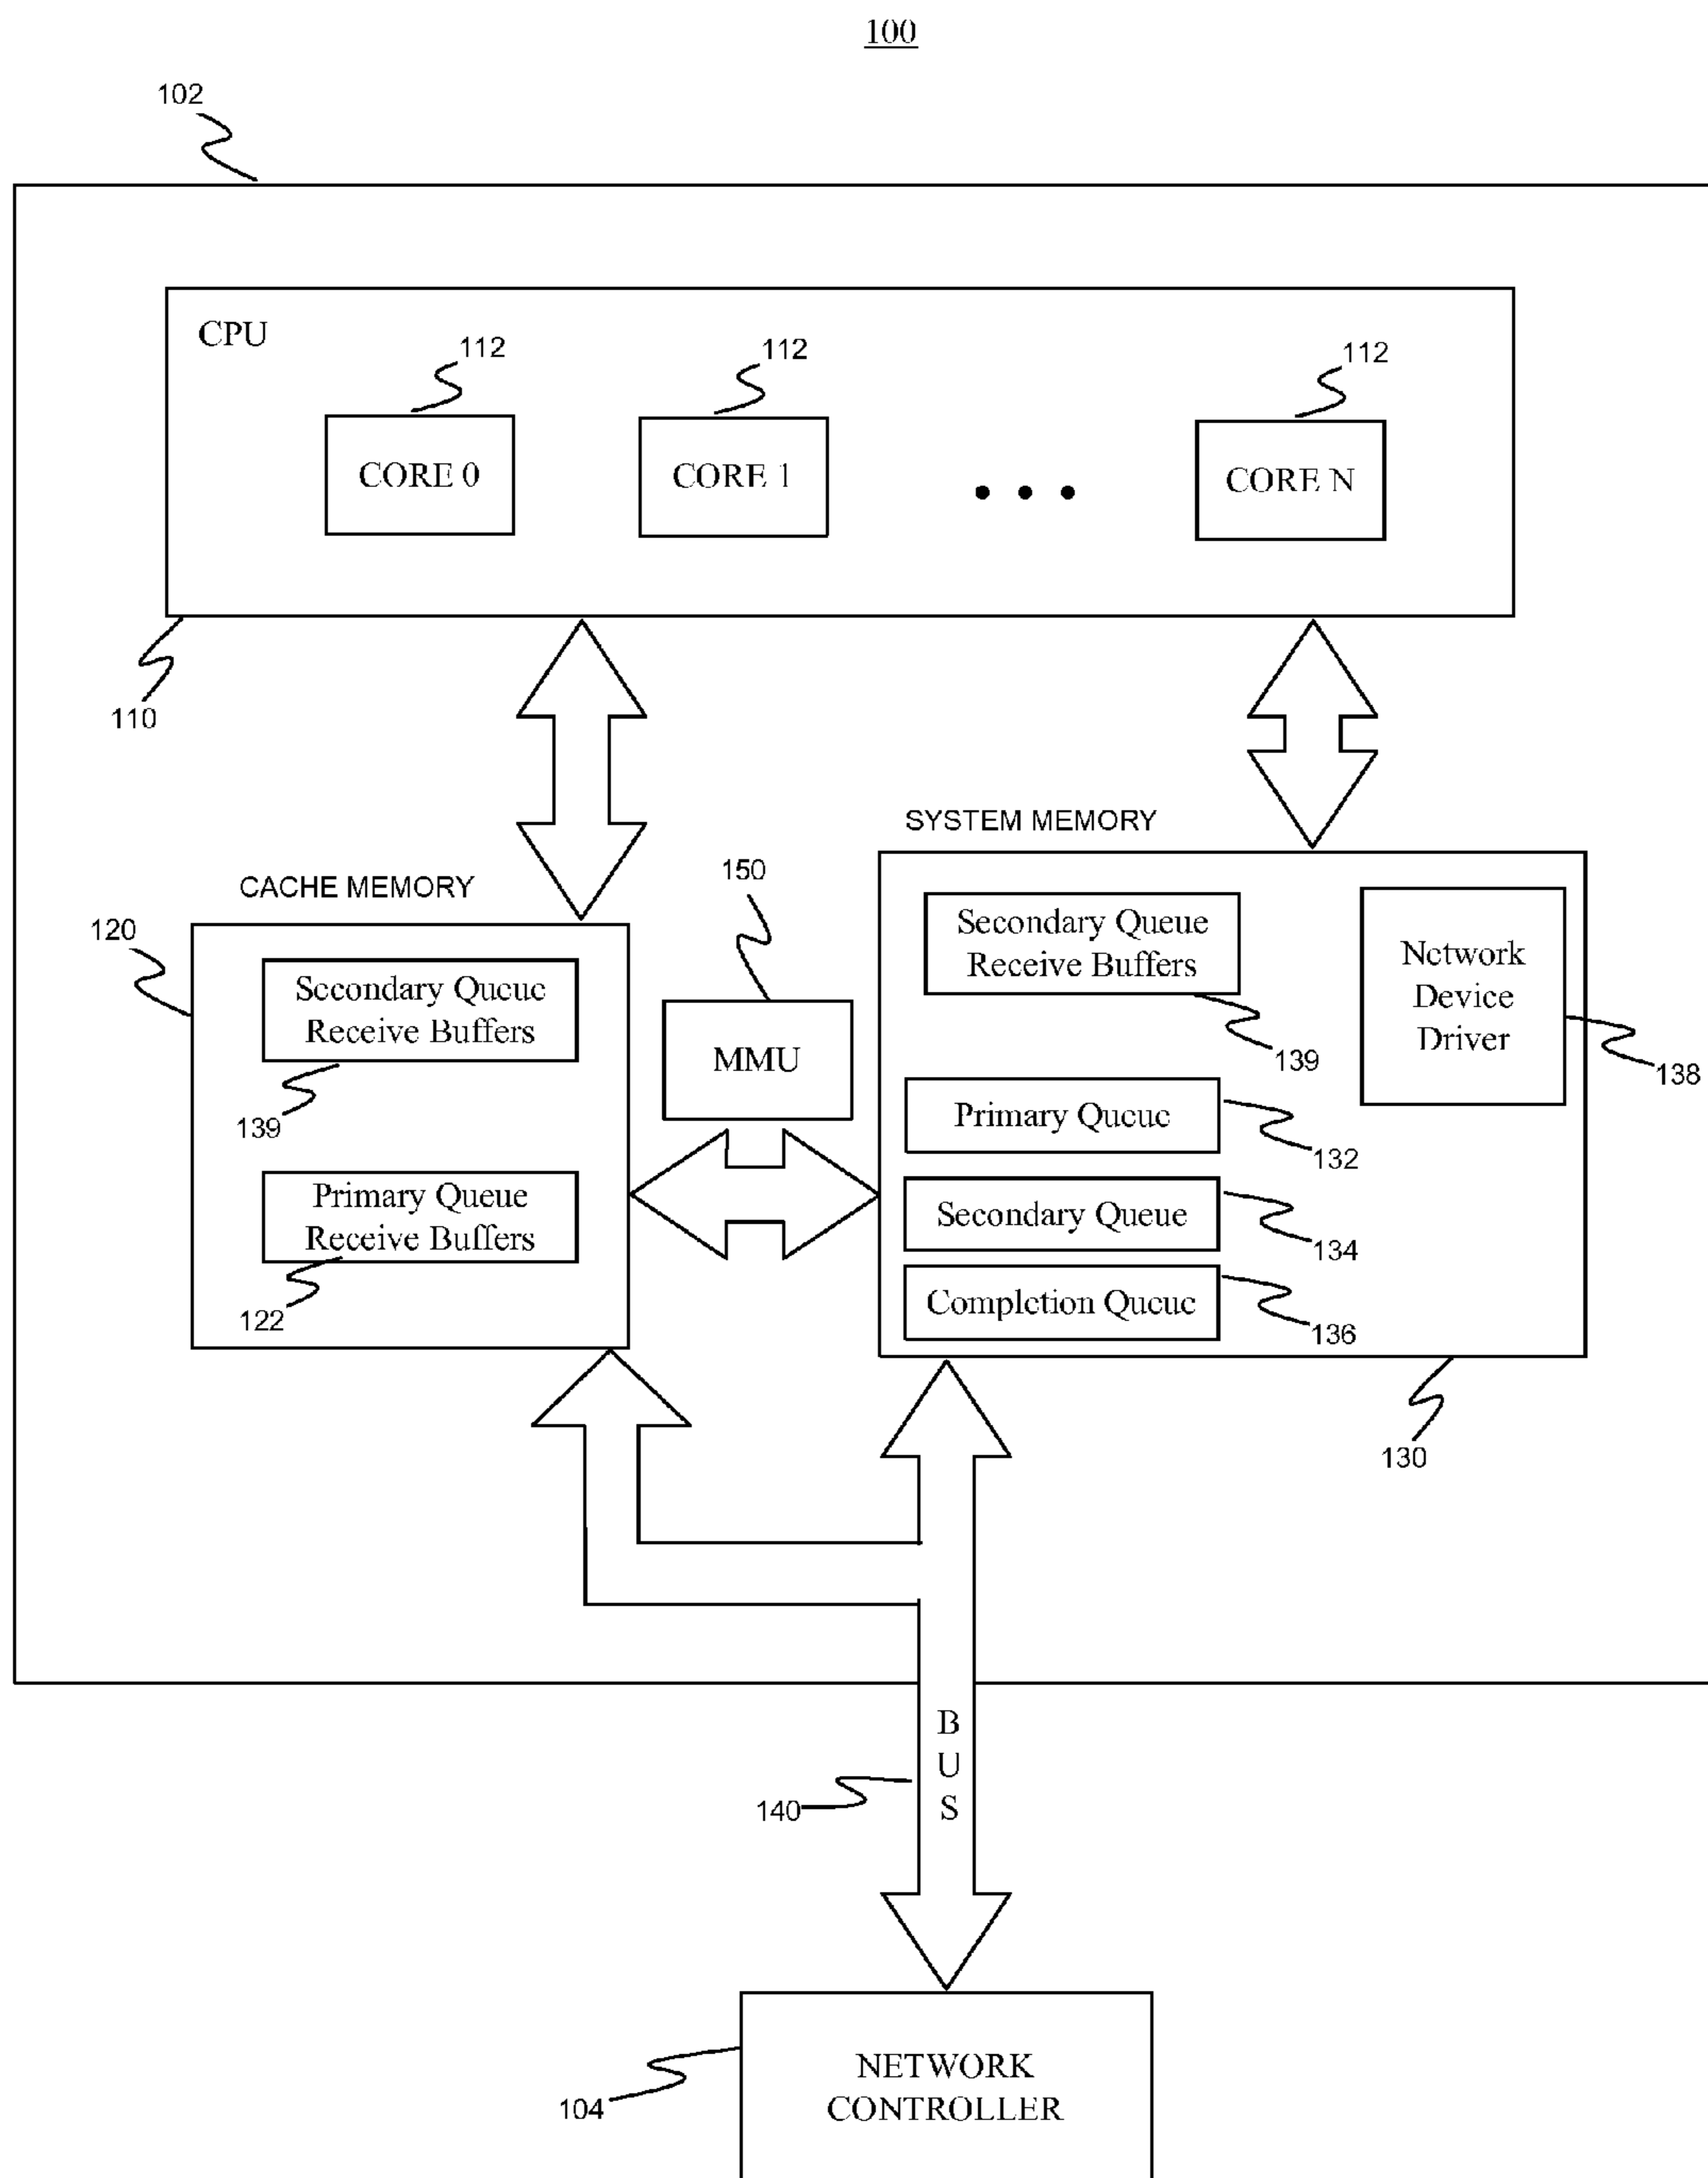 100
102
CPU
112
112
112
CORE 0
CORE 1
CORE N
110
SYSTEM MEMORY
150
CACHE MEMORY
120
Secondary Queue
Receive Buffers
Network
Device
Driver
Secondary Queue
Receive Buffers
MMU
139
138
139
Primary Queue
132
Primary Queue
Receive Buffers
Secondary Queue
134
122
Completion Queue
136
130
B
U
S
140
NETWORK
CONTROLLER
104